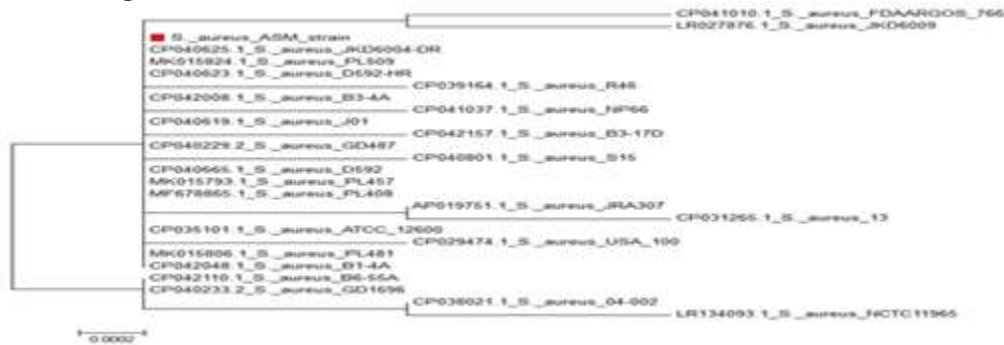 CP041010.1_S._aureus_FDAARGOS_766
LR027876.1_S._aureus_JKD6009
S._aureus_ASM_strain
CP040625.1_S._aureus_JKD6004-DR
MK015824.1_S._aureus_PL509
CP040623.1_S._aureus_D592-HR
CP039164.1_S._aureus_R46
CP042008.1_S._aureus_B3-4A
CP041037.1_S._aureus_NP66
CP040619.1_S._aureus_J01
CP042157.1_S._aureus_B3-17D
CP040229.2_S._aureus_GD487
CP040801.1_S._aureus_S15
CP040665.1_S._aureus_D592
MK015793.1_S._aureus_PL457
MF678865.1_S._aureus_PL408
AP019751.1_S._aureus_JRA307
CP031265.1_S._aureus_13
CP035101.1_S._aureus_ATCC_12600
CP029474.1_S._aureus_USA_100
MK015806.1_S._aureus_PL481
CP042048.1_S._aureus_B1-4A
CP042110.1_S._aureus_B6-55A
CP040233.2_S._aureus_GD1696
CP038021.1_S._aureus_04-002
LR134093.1_S._aureus_NCTC11965
0.0002